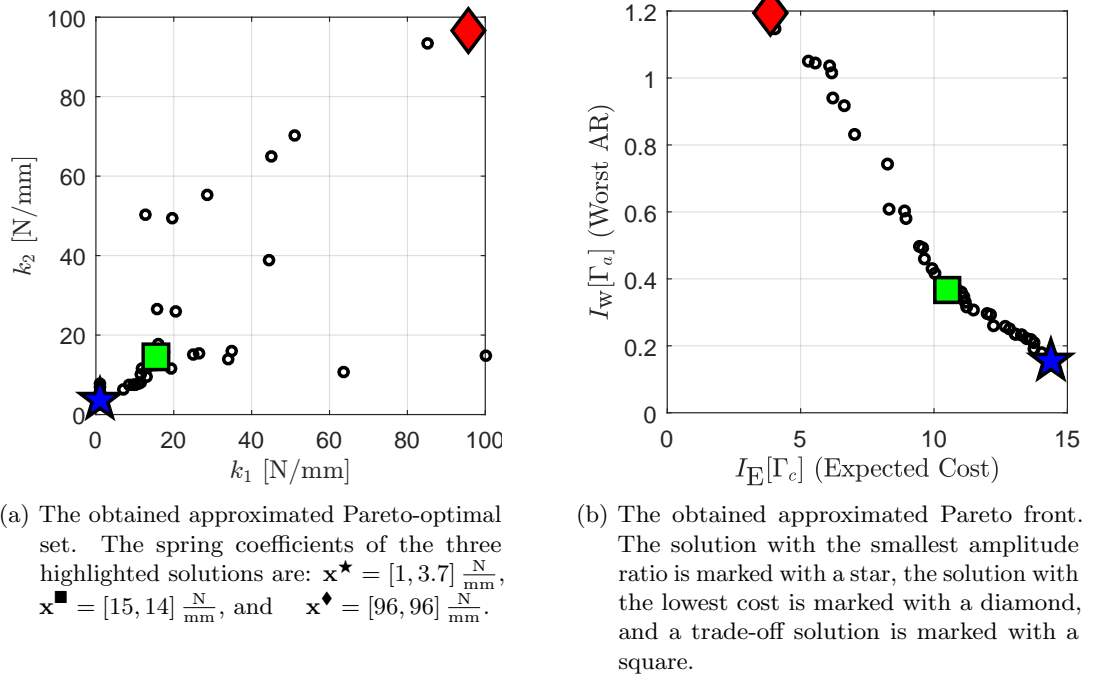 100
80
60
40
20
0
k₂ [N/mm]
0 20 40 60 80 100
k₁ [N/mm]
1.2
1
0.8
0.6
0.4
0.2
0
I_W[Γ_a] (Worst AR)
0 5 10 15
I_E[Γ_c] (Expected Cost)
(a) The obtained approximated Pareto-optimal
set. The spring coefficients of the three
highlighted solutions are: x^★ = [1, 3.7] N/mm,
x^■ = [15, 14] N/mm, and x^♦ = [96, 96] N/mm.
(b) The obtained approximated Pareto front.
The solution with the smallest amplitude
ratio is marked with a star, the solution with
the lowest cost is marked with a diamond,
and a trade-off solution is marked with a
square.